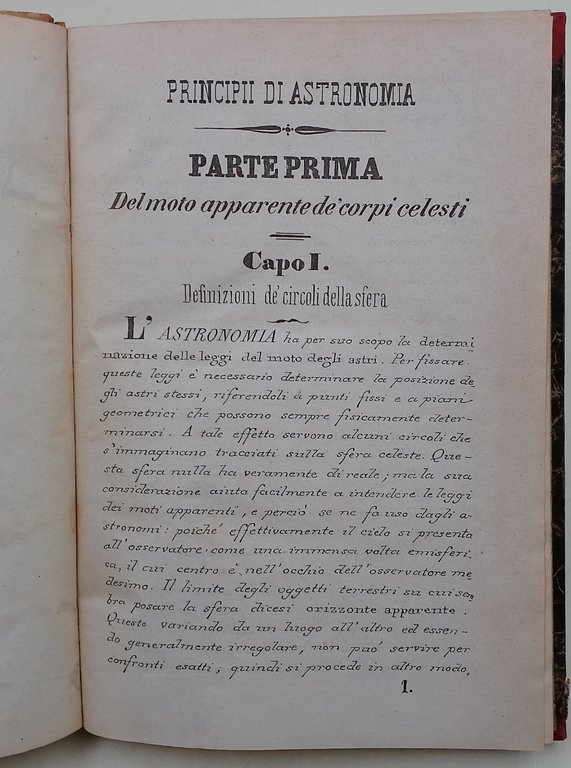 PRINCIPII DI ASTRONOMIA
PARTE PRIMA
Del moto apparente de' corpi celesti
Capo I.
Definizioni de' circoli della sfera
L' ASTRONOMIA ha per suo scopo la determi
nazione delle leggi del moto degli astri. Per fissare
queste leggi è necessario determinare la posizione de
gli astri stessi, riferendoli a punti fissi e a piani
geometrici che possono sempre fisicamente deter-
minarsi. A tale effetto servono alcuni circoli che
s'immaginano tracciati sulla sfera celeste. Que-
sta sfera nulla ha veramente di reale; ma la sua
considerazione aiuta facilmente a intendere le leggi
dei moti apparenti, e perciò se ne fa uso dagli a-
stronomi: poiché effettivamente il cielo si presenta
all'osservatore come una immensa volta emisferi-
ca, il cui centro è nell'occhio dell'osservatore me
desimo. Il limite degli oggetti terrestri su cui sem
bra posare la sfera dicesi orizzonte apparente.
Questo variando da un luogo all'altro ed essen-
do generalmente irregolare, non può servire per
confronti esatti; quindi si procede in altro modo,
1.